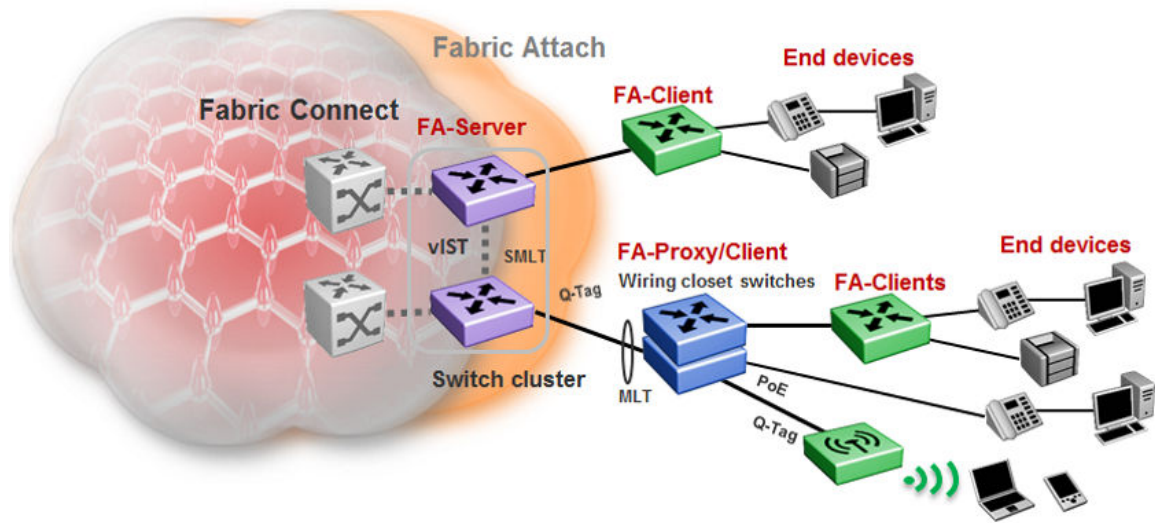 Fabric Attach
End devices
FA-Client
Fabric Connect
FA-Server
vIST
SMLT
FA-Proxy/Client
Wiring closet switches
End devices
FA-Clients
Q-Tag
Switch cluster
MLT
PoE
Q-Tag